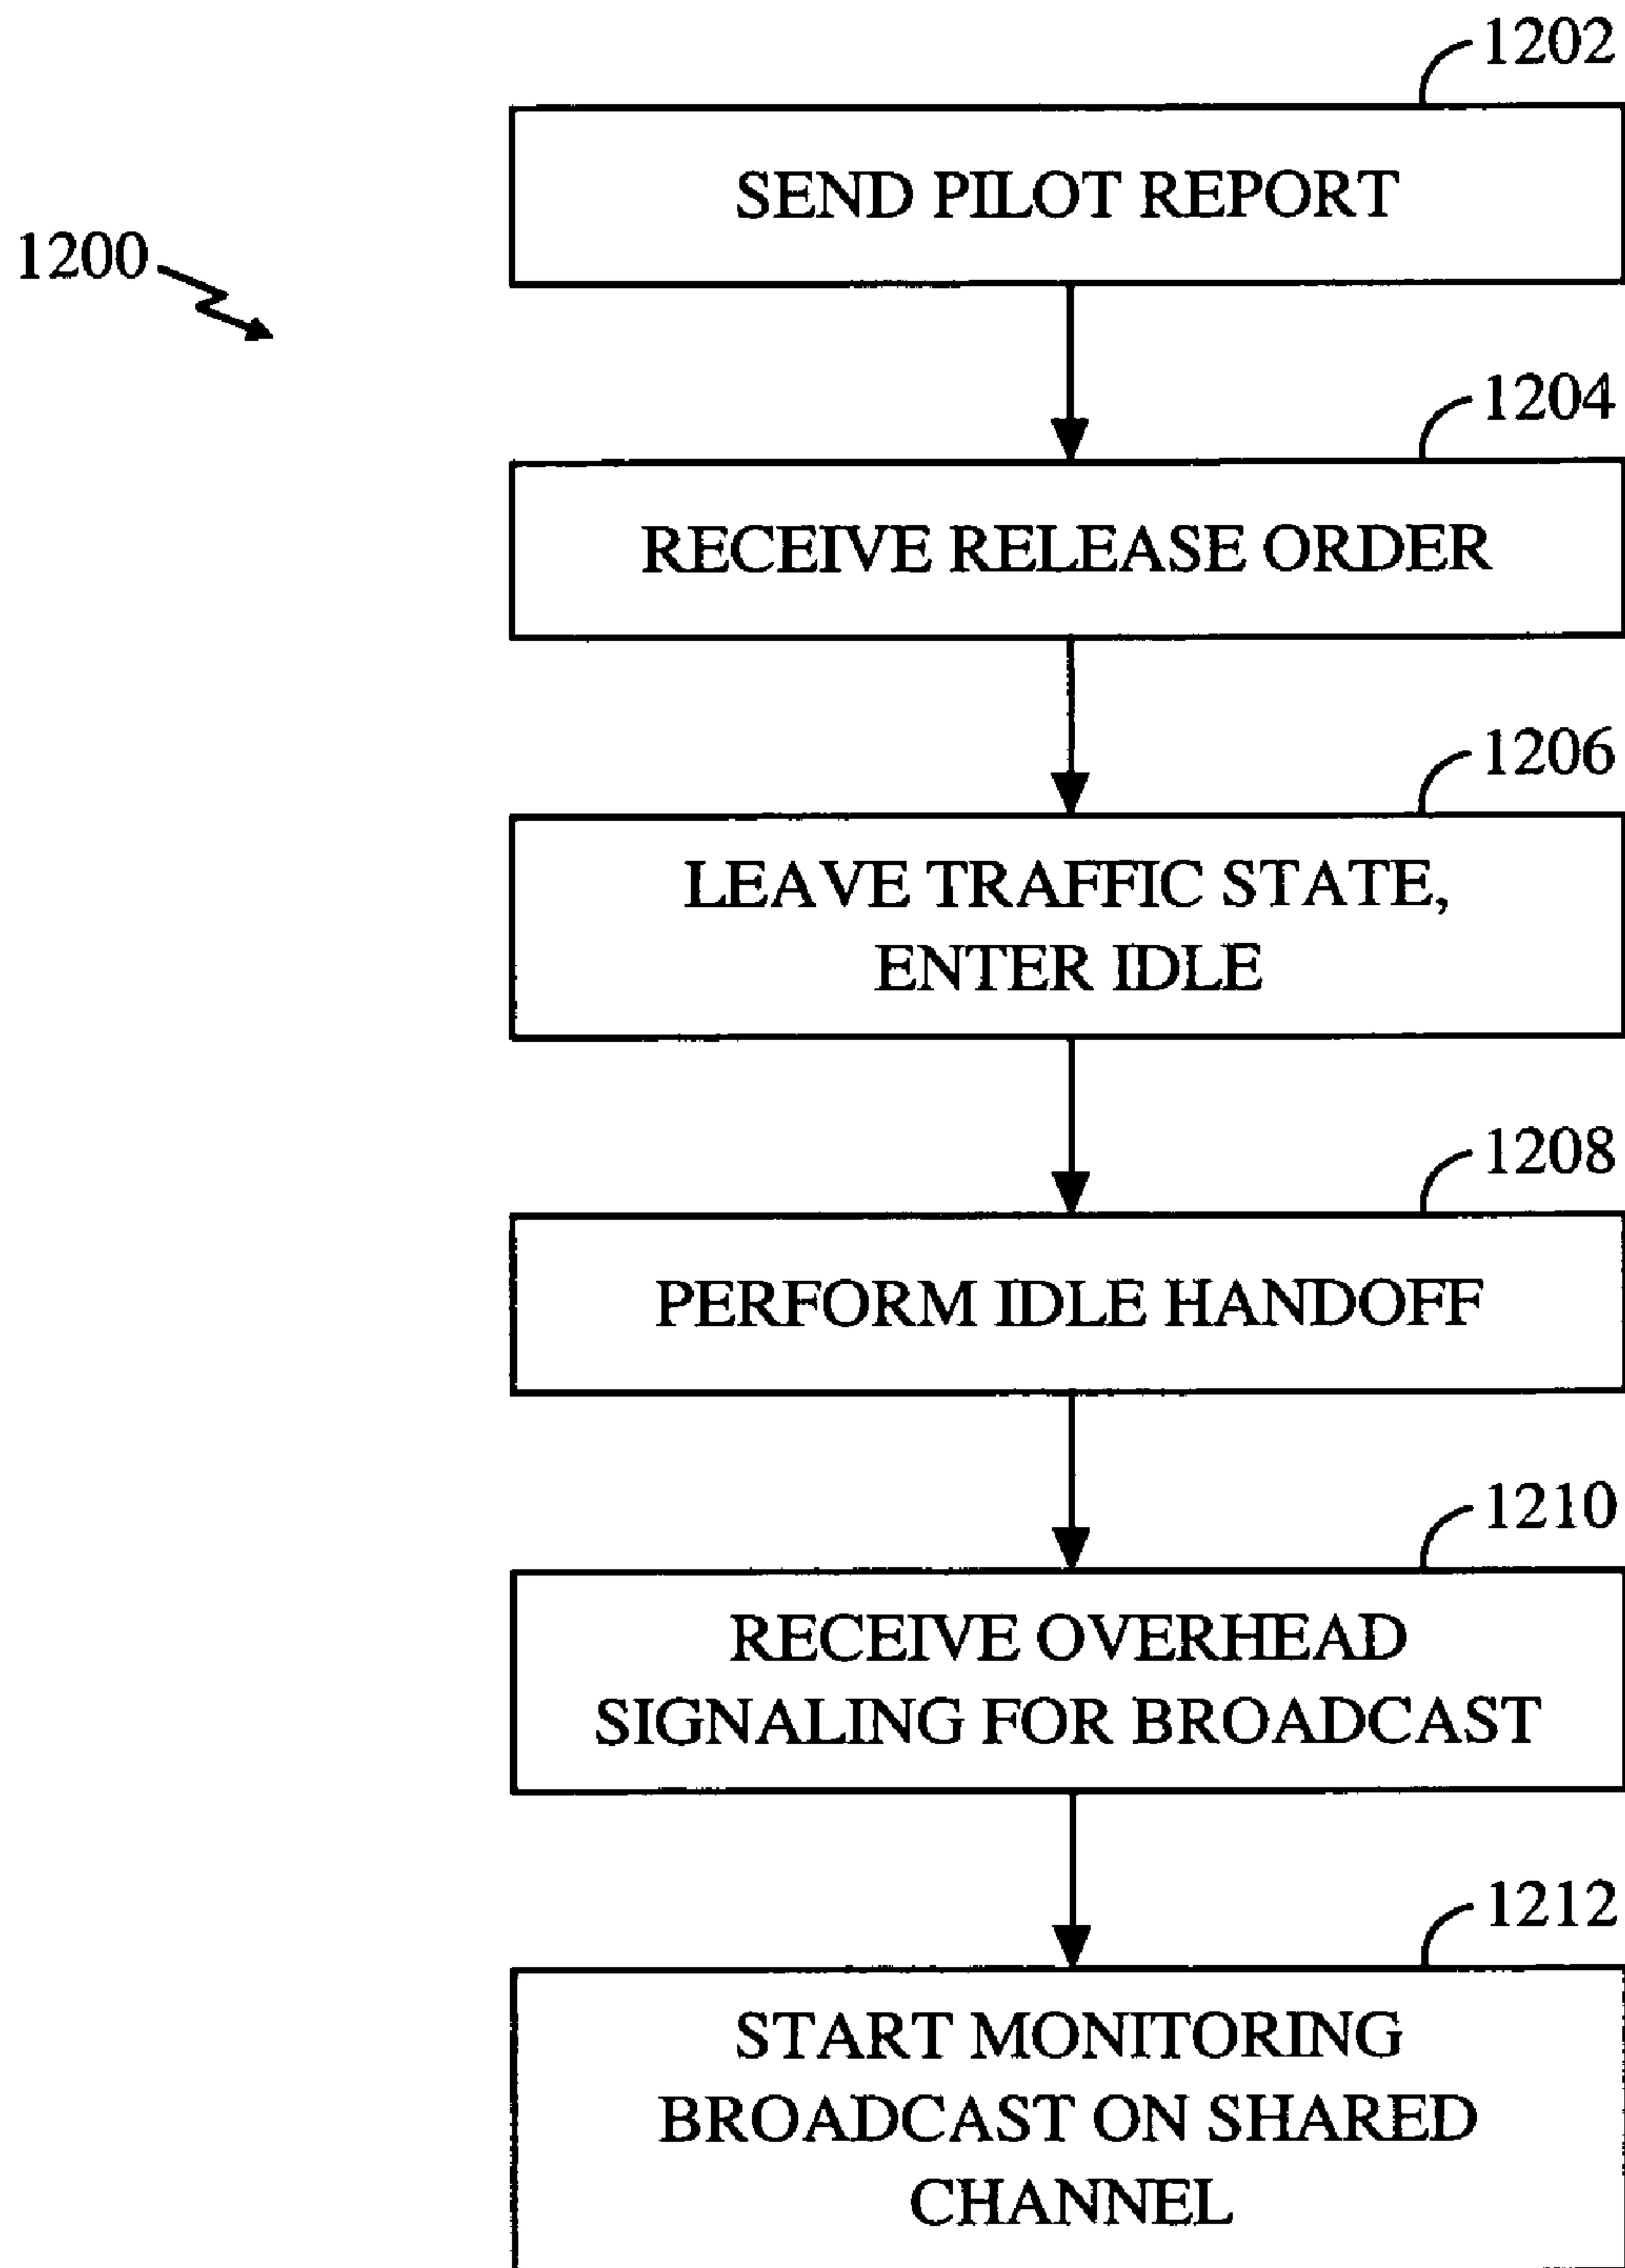 1202
SEND PILOT REPORT
1200
1204
RECEIVE RELEASE ORDER
1206
LEAVE TRAFFIC STATE,
ENTER IDLE
1208
PERFORM IDLE HANDOFF
1210
RECEIVE OVERHEAD
SIGNALING FOR BROADCAST
1212
START MONITORING
BROADCAST ON SHARED
CHANNEL